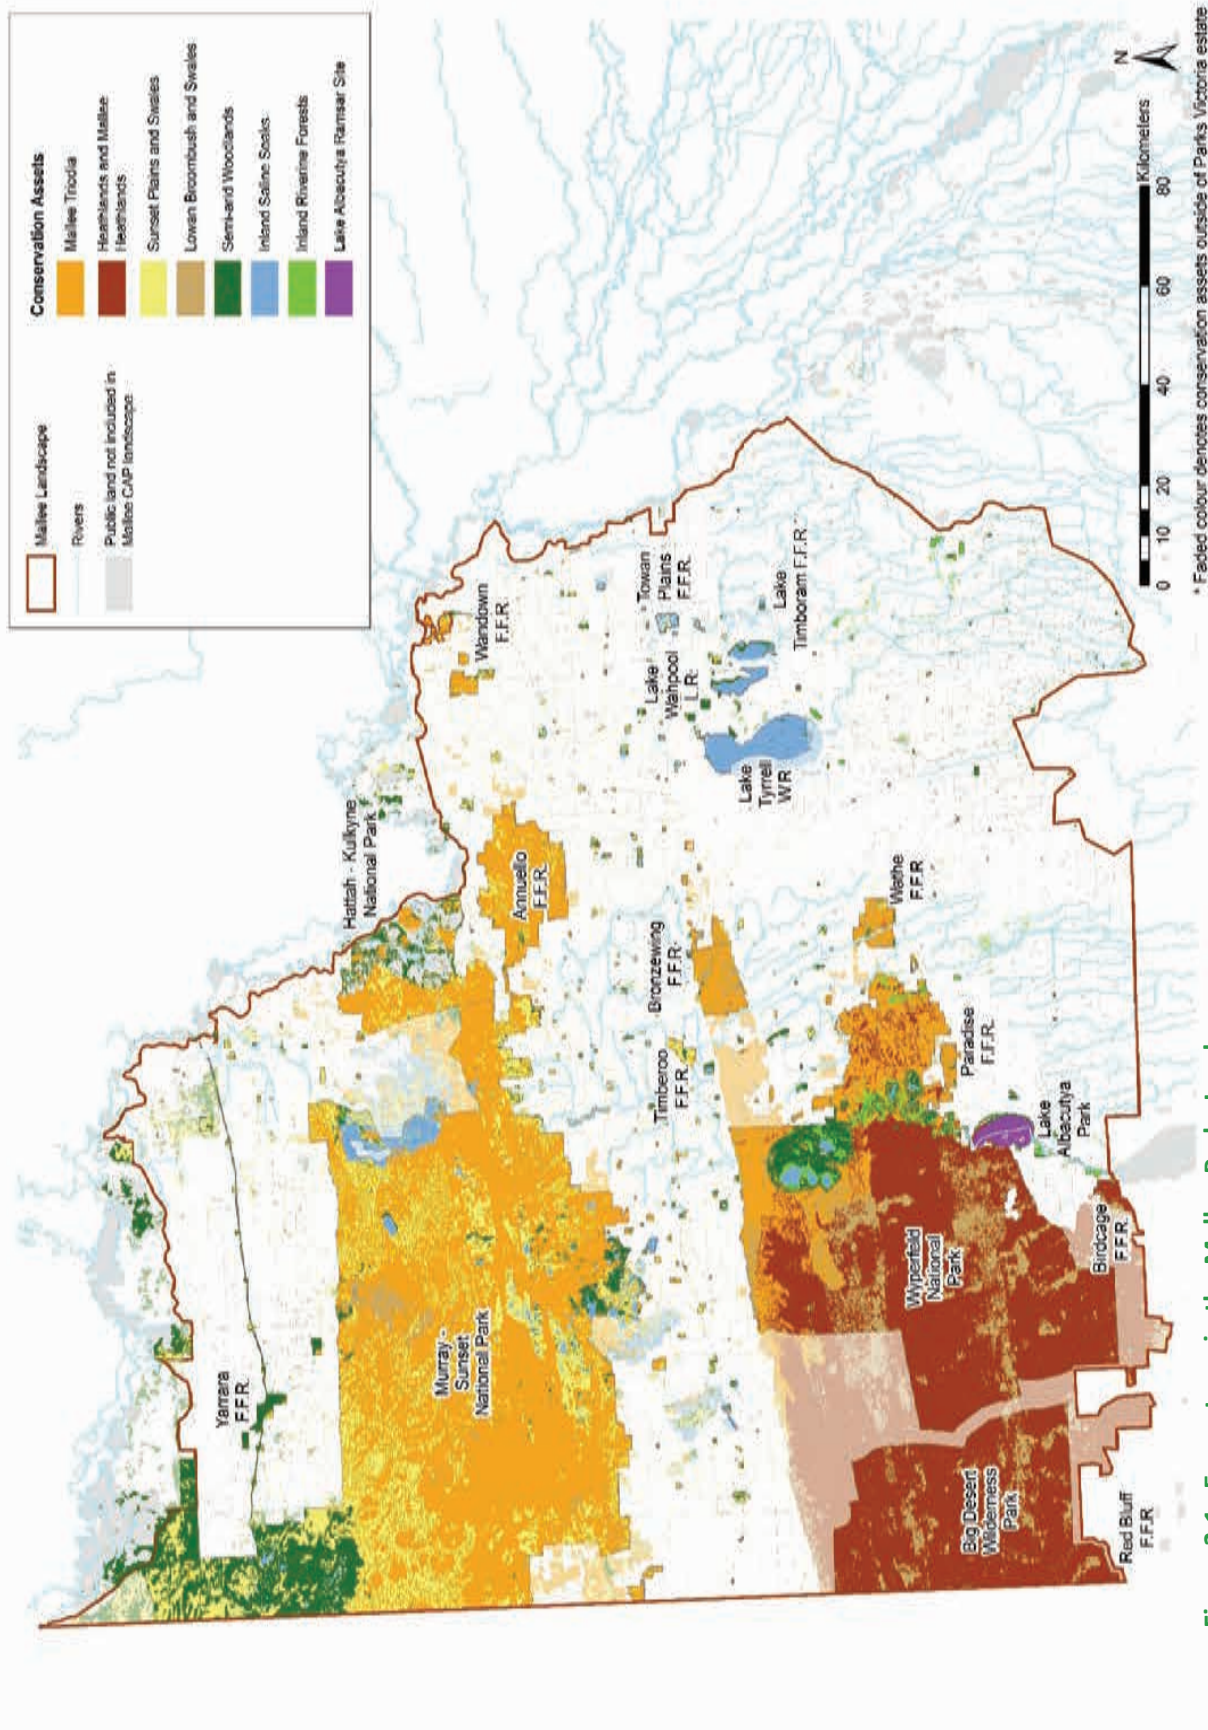 Mallee Landscape
Rivers
Public land not included in
Mallee CAP landscape
Conservation Assets
Mallee Triodia
Heathlands and Mallee
Heathlands
Sunset Plains and Swales
Lowan Broombush and Swales
Semi-arid Woodlands
Inland Saline Soaks
Inland Riverine Forests
Lake Albacutya Ramsar Site
Yarrara
F.F.R.
Hattah - Kulkyne
National Park
Murray -
Sunset
National Park
Wandown
F.F.R.
Annuello
F.F.R.
Towan
Plains
F.F.R.
Lake
Wahpool
L.R.
Bronzewing
F.F.R.
Timberoo
F.F.R.
Lake
Tyrrell
W.R
Lake
Timboram F.F.R
Wathe
F.F.R
Wyperfeld
National
Park
Paradise
F.F.R.
Big Desert
Wilderness
Park
Lake
Albacutya
Park
Birdcage
F.F.R.
Red Bluff
F.F.R
N
0 10 20 40 60 80
Kilometers
* Faded colour denotes conservation assets outside of Parks Victoria estate